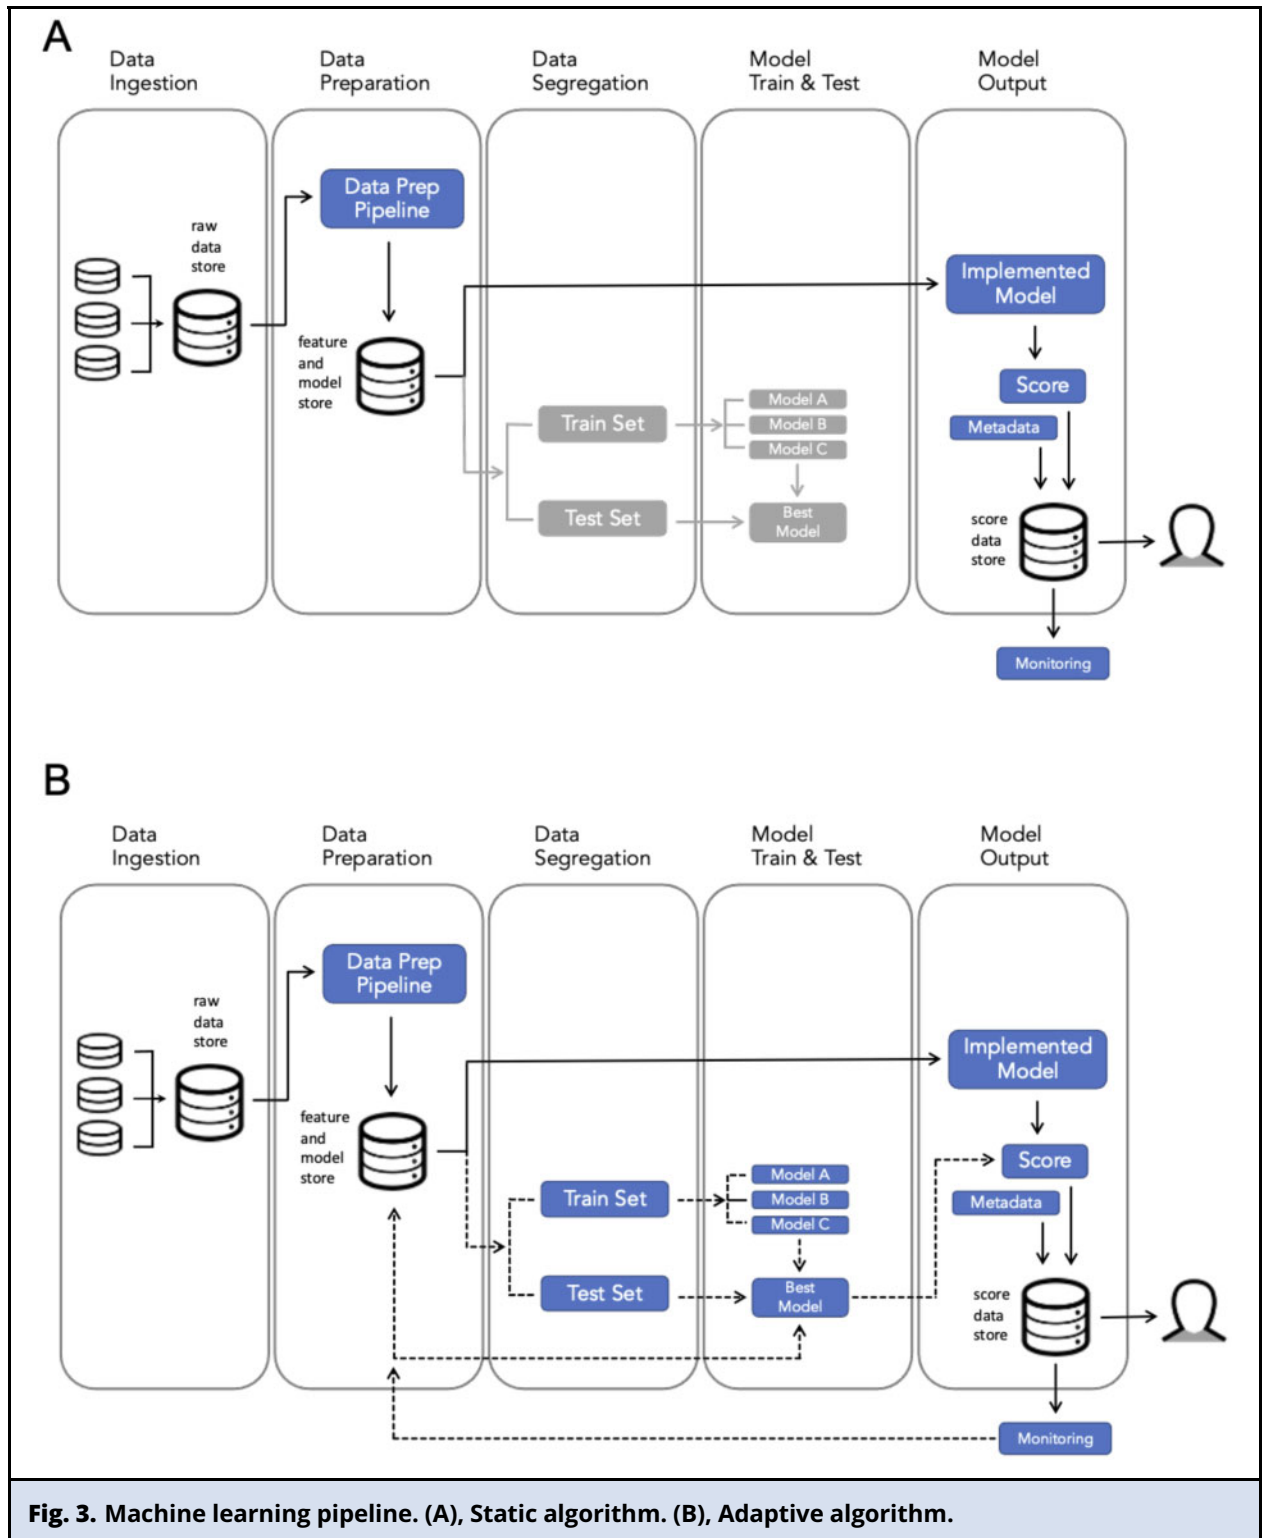 A
Data
Ingestion
Data
Preparation
Data
Segregation
Model
Train & Test
Model
Output
Data Prep
Pipeline
raw
data
store
Implemented
Model
feature
and
model
store
Score
Model A
Train Set
Model B
Metadata
Model C
Test Set
Best
Model
score
data
store
Monitoring
B
Data
Ingestion
Data
Preparation
Data
Segregation
Model
Train & Test
Model
Output
Data Prep
Pipeline
raw
data
store
Implemented
Model
feature
and
model
store
Score
Model A
Train Set
Model B
Metadata
Model C
Test Set
Best
Model
score
data
store
Monitoring
Fig. 3. Machine learning pipeline. (A), Static algorithm. (B), Adaptive algorithm.